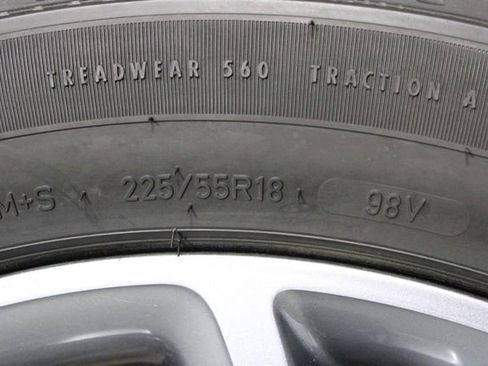 TREADWEAR 560 TRACTION A
M+S 225/55R18 98V